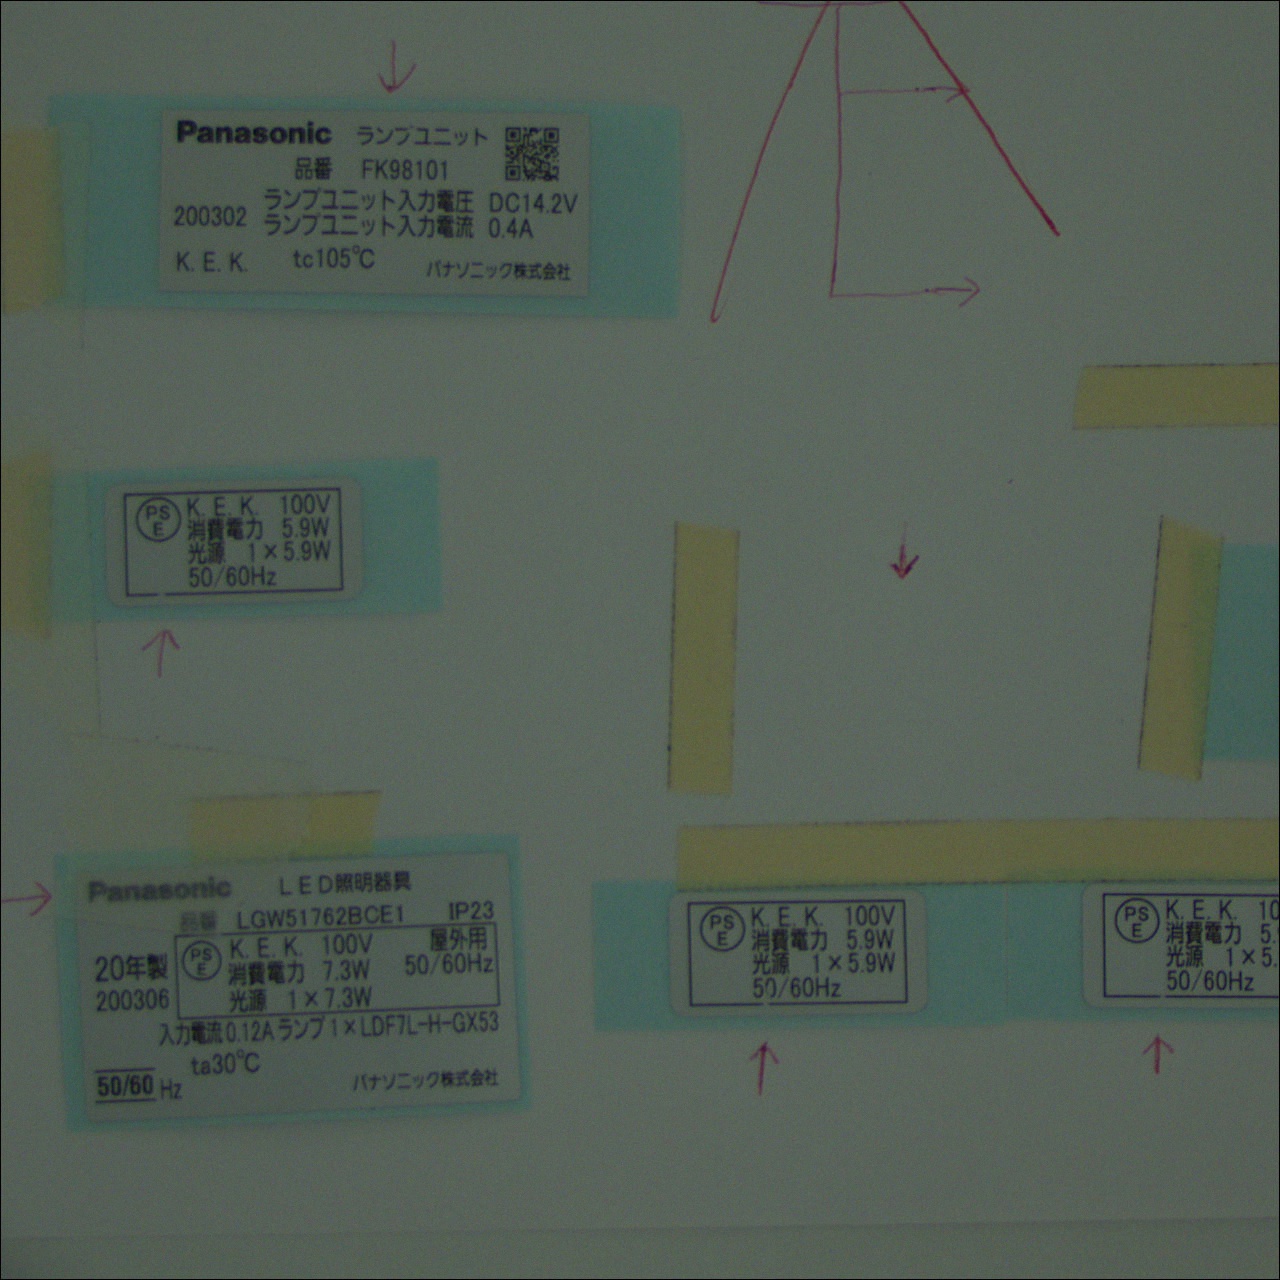 Panasonic ランプユニット
品番 FK98101
200302 ランプユニット入力電圧 DC14.2V
ランプユニット入力電流 0.4A
K.E.K. tc105℃ パナソニック株式会社
PS E K.E.K. 100V
消費電力 5.9W
光源 1×5.9W
50/60Hz
Panasonic LED照明器具
品番 LGW51762BCE1 IP23
20年製 PS E K.E.K. 100V 屋外用
消費電力 7.3W 50/60Hz
200306 光源 1×7.3W
入力電流0.12A ランプ1×LDF7L-H-GX53
ta30℃
50/60 Hz パナソニック株式会社
PS E K.E.K. 100V
消費電力 5.9W
光源 1×5.9W
50/60Hz
PS E K.E.K. 10
消費電力 5.
光源 1×5.
50/60Hz